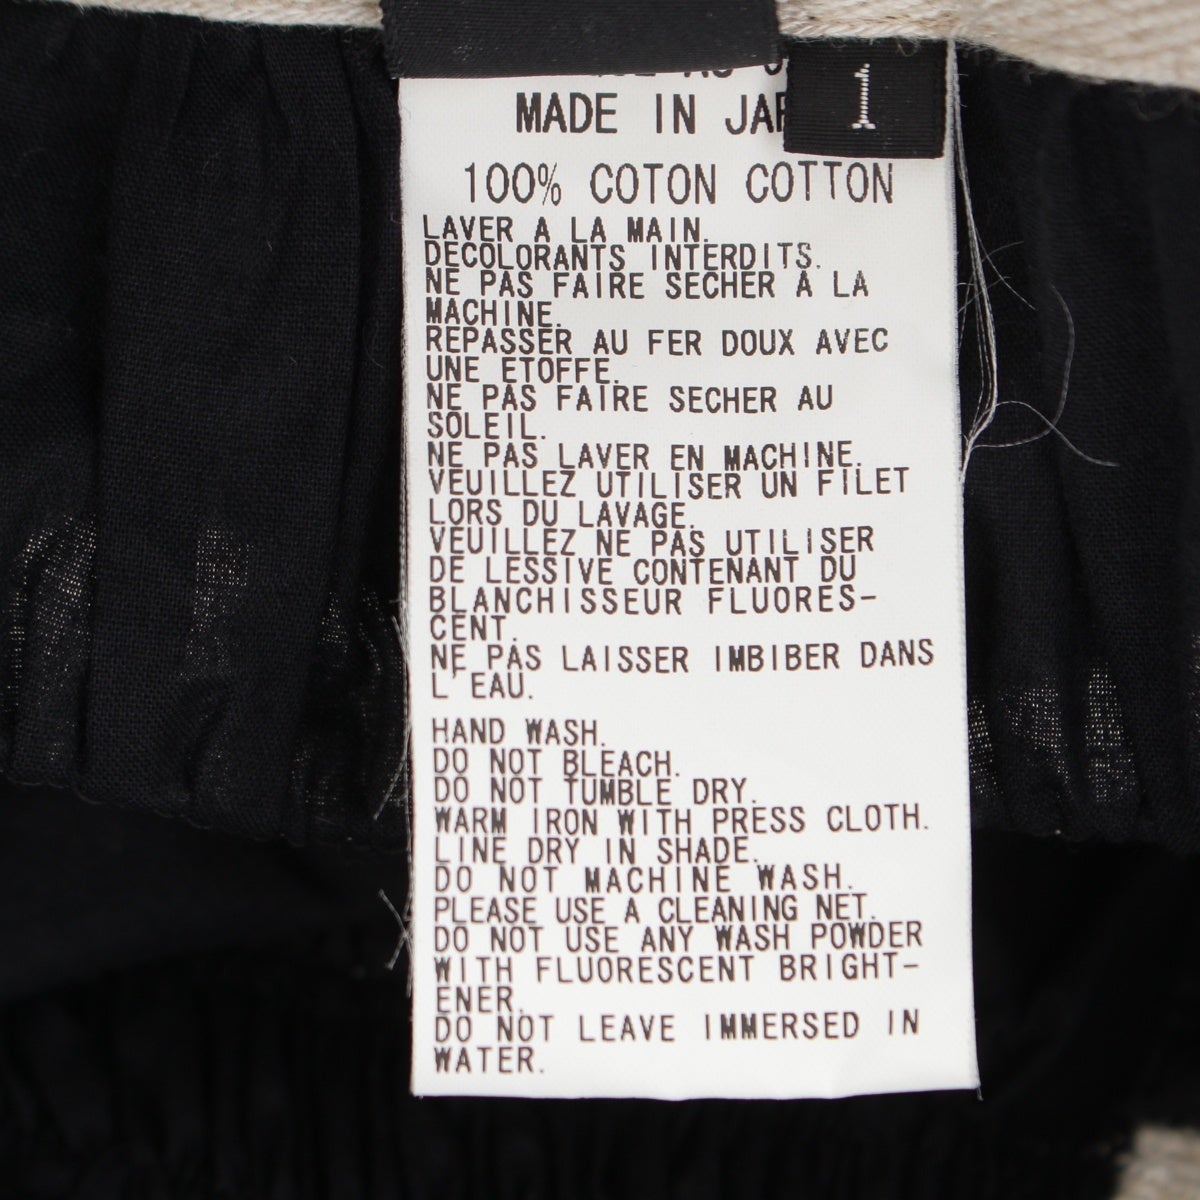 MADE IN
1
100% COTON COTTON
LAVER A LA MAIN.
DECOLORANTS INTERDITS.
NE PAS FAIRE SECHER A LA
MACHINE.
REPASSER AU FER DOUX AVEC
UNE ETOFFE.
NE PAS FAIRE SECHER AU
SOLEIL.
NE PAS LAVER EN MACHINE.
VEUILLEZ UTILISER UN FILET
LORS DU LAVAGE.
VEUILLEZ NE PAS UTILISER
DE LESSIVE CONTENANT DU
BLANCHISSEUR FLUORES-
CENT.
NE PAS LAISSER IMBIBER DANS
L'EAU.
HAND WASH.
DO NOT BLEACH.
DO NOT TUMBLE DRY.
WARM IRON WITH PRESS CLOTH.
LINE DRY IN SHADE.
DO NOT MACHINE WASH.
PLEASE USE A CLEANING NET.
DO NOT USE ANY WASH POWDER
WITH FLUORESCENT BRIGHT-
ENER.
DO NOT LEAVE IMMERSED IN
WATER.